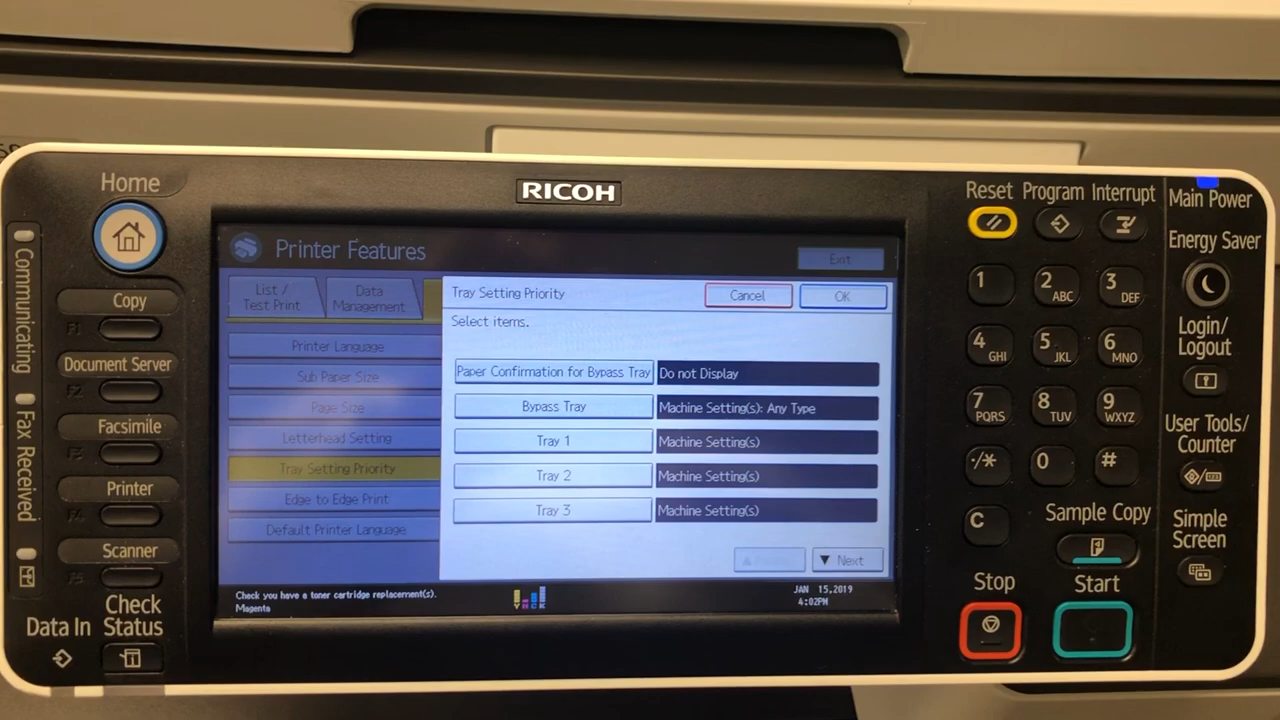 RICOH
Home
Communicating
Fax Received
Copy
F1
Document Server
F2
Facsimile
F3
Printer
F4
Scanner
F5
Check
Status
Data In
Printer Features
Exit
List /
Test Print
Data
Management
Printer Language
Sub Paper Size
Page Size
Letterhead Setting
Tray Setting Priority
Edge to Edge Print
Default Printer Language
Tray Setting Priority
Cancel
OK
Select items.
Paper Confirmation for Bypass Tray
Do not Display
Bypass Tray
Machine Setting(s): Any Type
Tray 1
Machine Setting(s)
Tray 2
Machine Setting(s)
Tray 3
Machine Setting(s)
▼ Next
Check you have a toner cartridge replacement(s).
Magenta
Y M C K
JAN 15,2019
4:02PM
Reset Program Interrupt
1
2 ABC
3 DEF
4 GHI
5 JKL
6 MNO
7 PQRS
8 TUV
9 WXYZ
·/*
0
#
C
Sample Copy
Stop
Start
Main Power
Energy Saver
Login/
Logout
User Tools/
Counter
Simple
Screen